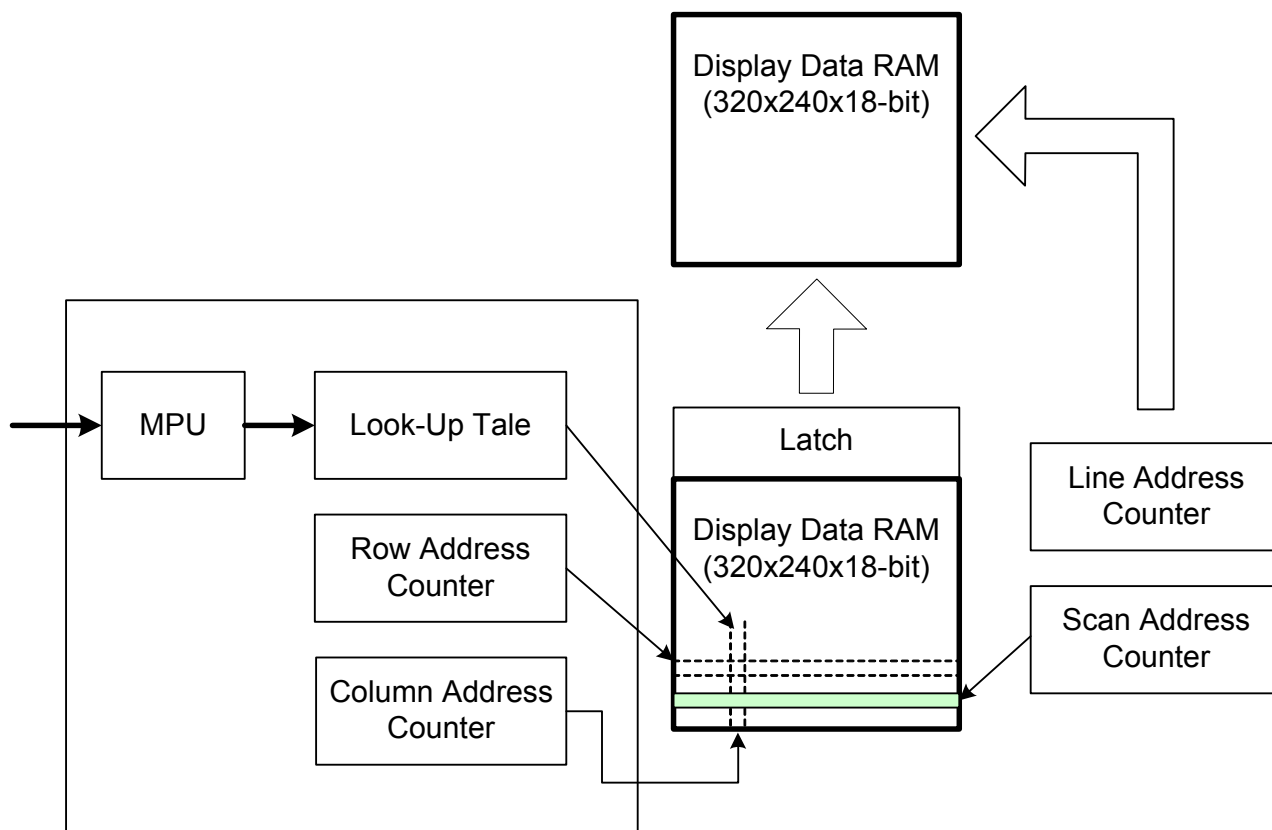 Display Data RAM
(320x240x18-bit)
MPU
Look-Up Tale
Latch
Row Address
Counter
Display Data RAM
(320x240x18-bit)
Line Address
Counter
Column Address
Counter
Scan Address
Counter